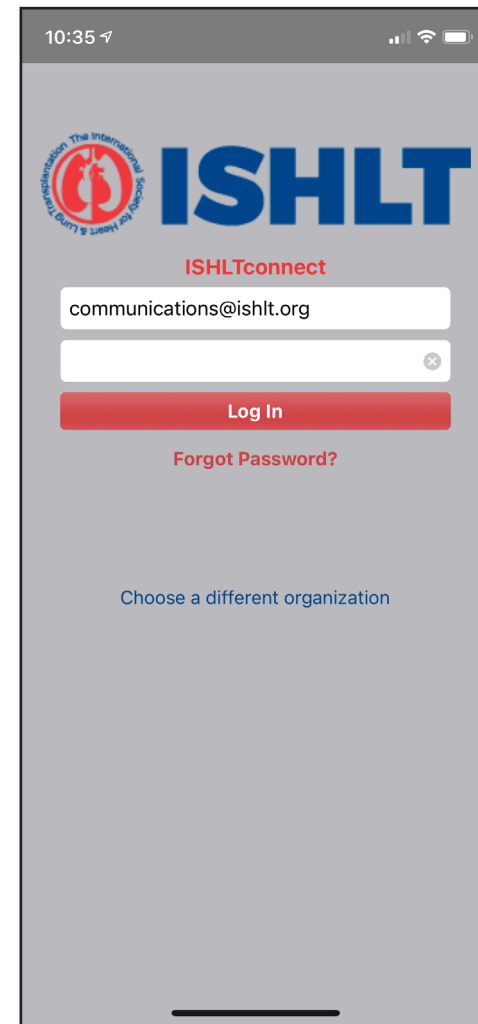 10:35
The International Society for Heart & Lung Transplantation
ISHLT
ISHLTconnect
communications@ishlt.org
Log In
Forgot Password?
Choose a different organization